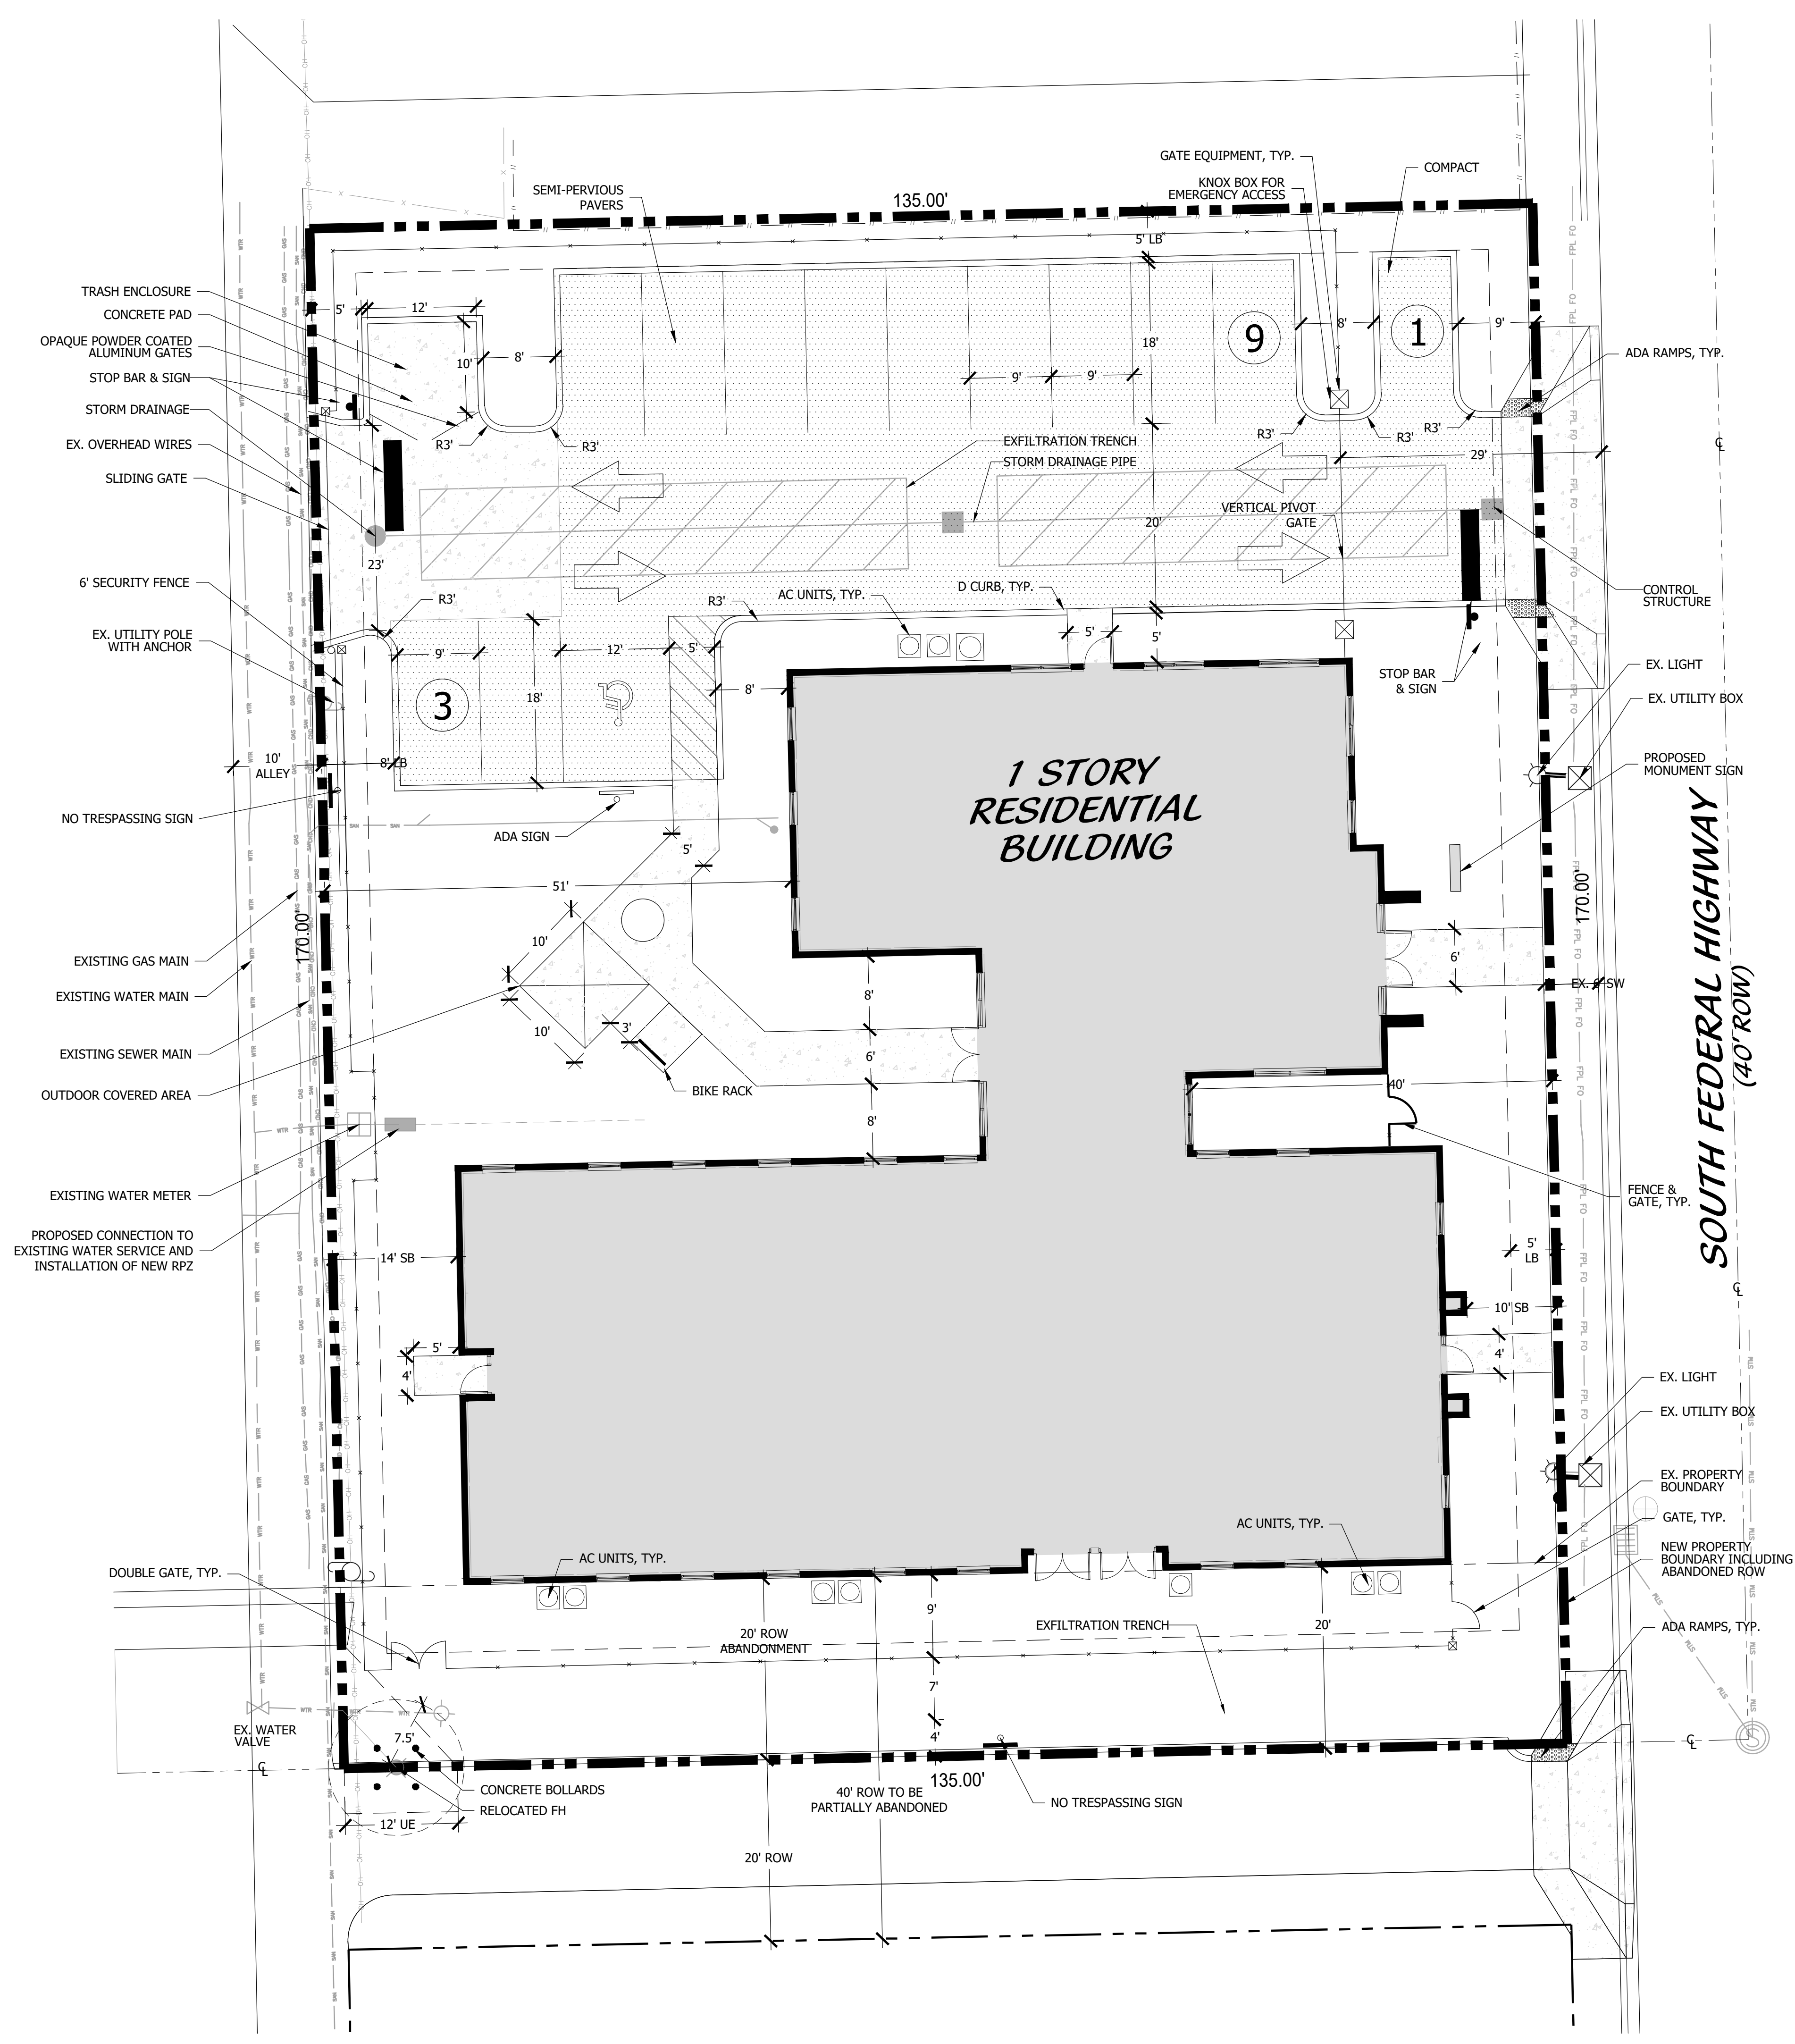 GATE EQUIPMENT, TYP.
COMPACT
KNOX BOX FOR
EMERGENCY ACCESS
SEMI-PERVIOUS
PAVERS
135.00'
5' LB
TRASH ENCLOSURE
CONCRETE PAD
OPAQUE POWDER COATED
ALUMINUM GATES
STOP BAR & SIGN
STORM DRAINAGE
EX. OVERHEAD WIRES
SLIDING GATE
6' SECURITY FENCE
EX. UTILITY POLE
WITH ANCHOR
5'
12'
10'
8'
9'
9'
18'
9
8'
1
9'
ADA RAMPS, TYP.
R3'
R3'
R3'
R3'
R3'
EXFILTRATION TRENCH
STORM DRAINAGE PIPE
29'
VERTICAL PIVOT
GATE
20'
23'
CONTROL
STRUCTURE
D CURB, TYP.
AC UNITS, TYP.
R3'
R3'
5'
5'
9'
12'
5'
8'
18'
3
STOP BAR
& SIGN
EX. LIGHT
EX. UTILITY BOX
10'
ALLEY
8' LB
NO TRESPASSING SIGN
ADA SIGN
1 STORY
RESIDENTIAL
BUILDING
PROPOSED
MONUMENT SIGN
5'
51'
170.00'
170.00'
SOUTH FEDERAL HIGHWAY
(40' ROW)
EXISTING GAS MAIN
EXISTING WATER MAIN
EXISTING SEWER MAIN
OUTDOOR COVERED AREA
10'
10'
3'
BIKE RACK
8'
6'
8'
6'
EX. 6' SW
40'
FENCE &
GATE, TYP.
EXISTING WATER METER
PROPOSED CONNECTION TO
EXISTING WATER SERVICE AND
INSTALLATION OF NEW RPZ
14' SB
5'
LB
10' SB
5'
4'
4'
EX. LIGHT
EX. UTILITY BOX
EX. PROPERTY
BOUNDARY
GATE, TYP.
NEW PROPERTY
BOUNDARY INCLUDING
ABANDONED ROW
ADA RAMPS, TYP.
AC UNITS, TYP.
AC UNITS, TYP.
DOUBLE GATE, TYP.
20' ROW
ABANDONMENT
9'
EXFILTRATION TRENCH
20'
7'
4'
EX. WATER
VALVE
7.5'
135.00'
CONCRETE BOLLARDS
RELOCATED FH
12' UE
40' ROW TO BE
PARTIALLY ABANDONED
NO TRESPASSING SIGN
20' ROW